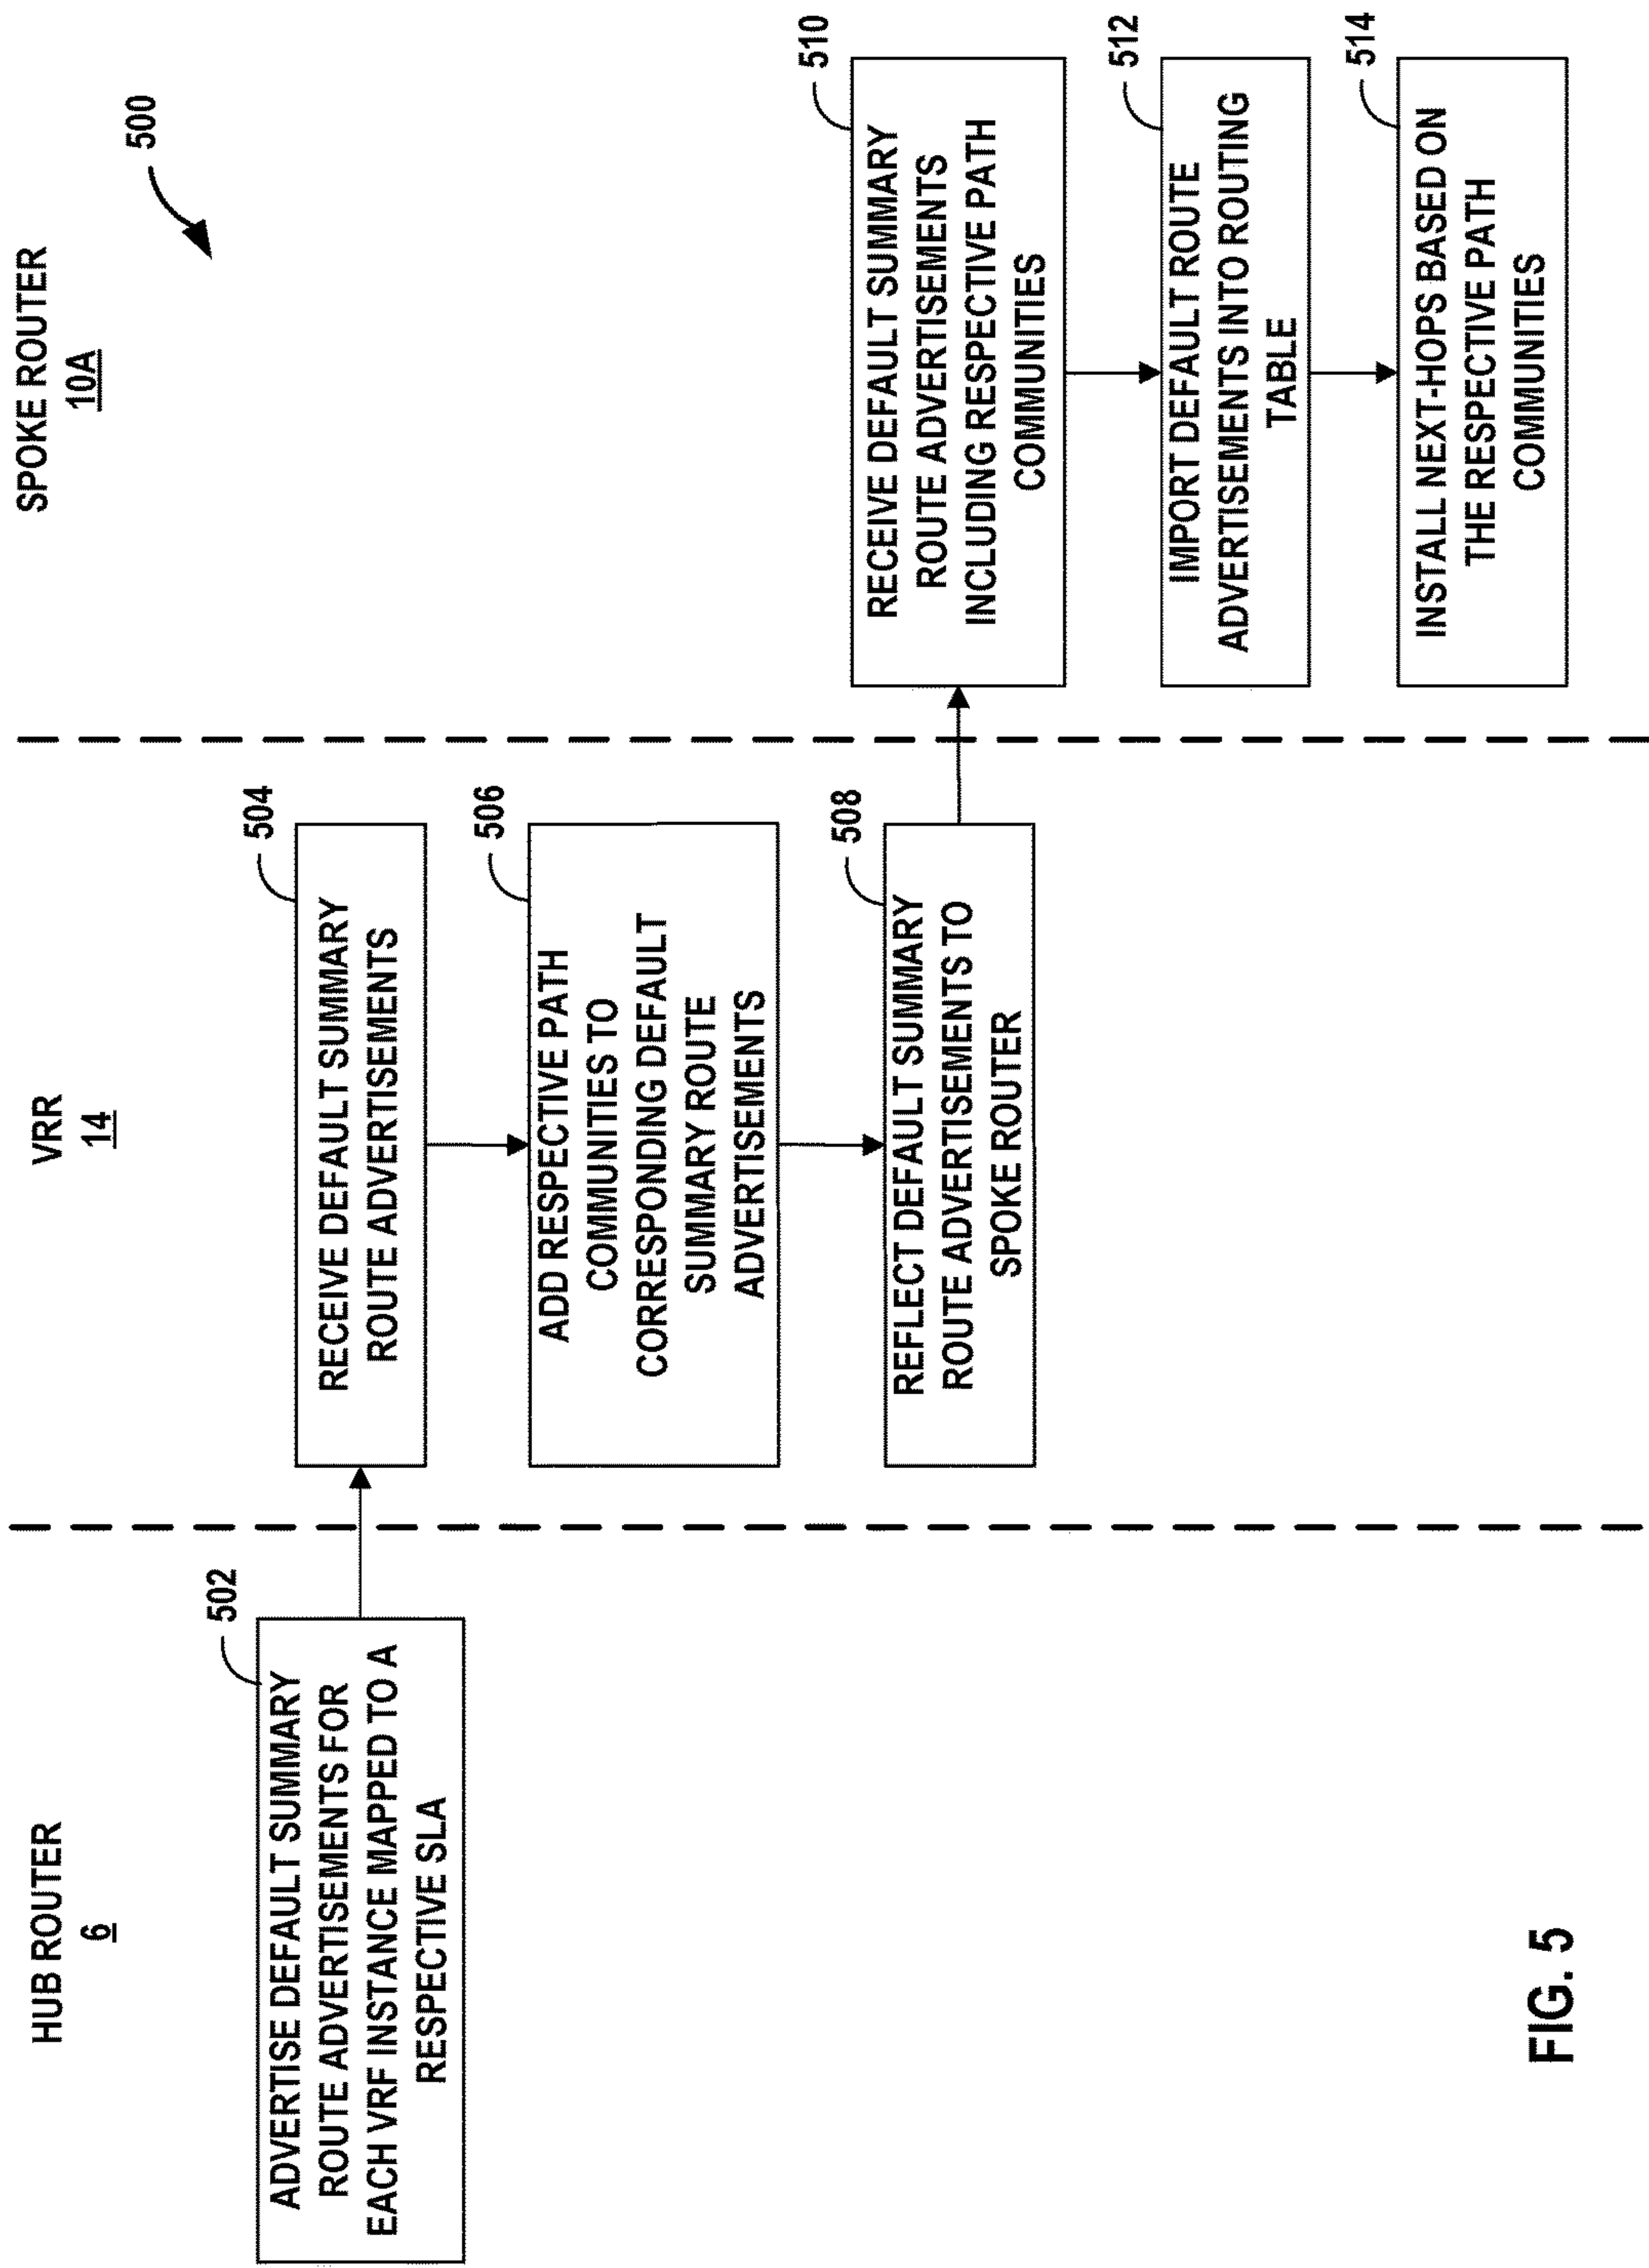 HUB ROUTER
6
VRR
14
SPOKE ROUTER
10A
500
502
ADVERTISE DEFAULT SUMMARY
ROUTE ADVERTISEMENTS FOR
EACH VRF INSTANCE MAPPED TO A
RESPECTIVE SLA
504
RECEIVE DEFAULT SUMMARY
ROUTE ADVERTISEMENTS
506
ADD RESPECTIVE PATH
COMMUNITIES TO
CORRESPONDING DEFAULT
SUMMARY ROUTE
ADVERTISEMENTS
508
REFLECT DEFAULT SUMMARY
ROUTE ADVERTISEMENTS TO
SPOKE ROUTER
510
RECEIVE DEFAULT SUMMARY
ROUTE ADVERTISEMENTS
INCLUDING RESPECTIVE PATH
COMMUNITIES
512
IMPORT DEFAULT ROUTE
ADVERTISEMENTS INTO ROUTING
TABLE
514
INSTALL NEXT-HOPS BASED ON
THE RESPECTIVE PATH
COMMUNITIES
FIG. 5